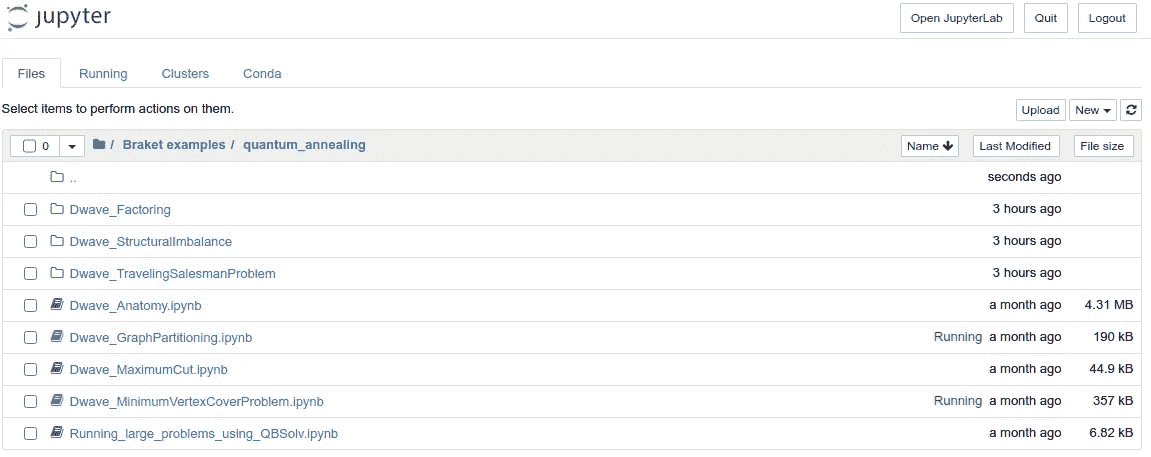 jupyter Open JupyterLab Quit Logout
Files Running Clusters Conda
Select items to perform actions on them. Upload New
0 / Braket examples / quantum_annealing Name Last Modified File size
.. seconds ago
Dwave_Factoring 3 hours ago
Dwave_StructuralImbalance 3 hours ago
Dwave_TravelingSalesmanProblem 3 hours ago
Dwave_Anatomy.ipynb a month ago 4.31 MB
Dwave_GraphPartitioning.ipynb Running a month ago 190 kB
Dwave_MaximumCut.ipynb a month ago 44.9 kB
Dwave_MinimumVertexCoverProblem.ipynb Running a month ago 357 kB
Running_large_problems_using_QBSolv.ipynb a month ago 6.82 kB